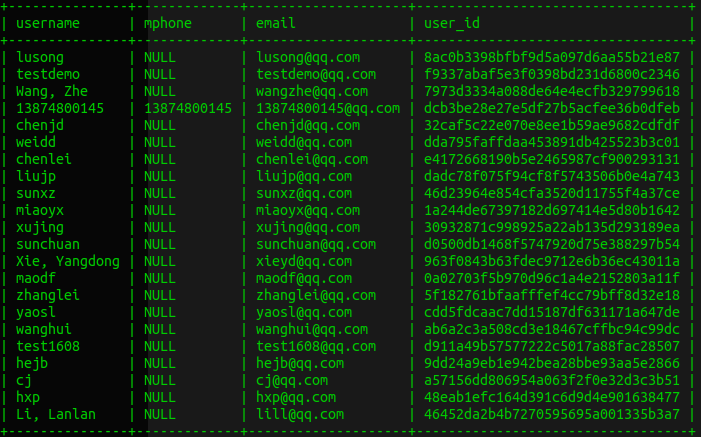 +---------------+------------+--------------------+----------------------------------+
| username | mphone | email | user_id |
+---------------+------------+--------------------+----------------------------------+
| lusong | NULL | lusong@qq.com | 8ac0b3398bfbf9d5a097d6aa55b21e87 |
| testdemo | NULL | testdemo@qq.com | f9337abaf5e3f0398bd231d6800c2346 |
| Wang, Zhe | NULL | wangzhe@qq.com | 7973d3334a088de64e4ecfb329799618 |
| 13874800145 | 13874800145 | 13874800145@qq.com | dcb3be28e27e5df27b5acfee36b0dfeb |
| chenjd | NULL | chenjd@qq.com | 32caf5c22e070e8ee1b59ae9682cdfdf |
| weidd | NULL | weidd@qq.com | dda795faffdaa453891db425523b3c01 |
| chenlei | NULL | chenlei@qq.com | e4172668190b5e2465987cf900293131 |
| liujp | NULL | liujp@qq.com | dadc78f075f94cf8f5743506b0e4a743 |
| sunxz | NULL | sunxz@qq.com | 46d23964e854cfa3520d11755f4a37ce |
| miaoyx | NULL | miaoyx@qq.com | 1a244de67397182d697414e5d80b1642 |
| xujing | NULL | xujing@qq.com | 30932871c998925a22ab135d293189ea |
| sunchuan | NULL | sunchuan@qq.com | d0500db1468f5747920d75e388297b54 |
| Xie, Yangdong | NULL | xieyd@qq.com | 963f0843b63fdec9712e6b36ec43011a |
| maodf | NULL | maodf@qq.com | 0a02703f5b970d96c1a4e2152803a11f |
| zhanglei | NULL | zhanglei@qq.com | 5f182761bfaafffef4cc79bff8d32e18 |
| yaosl | NULL | yaosl@qq.com | cdd5fdcaac7dd15187df631171a647de |
| wanghui | NULL | wanghui@qq.com | ab6a2c3a508cd3e18467cffbc94c99dc |
| test1608 | NULL | test1608@qq.com | d911a49b57577222c5017a88fac28507 |
| hejb | NULL | hejb@qq.com | 9dd24a9eb1e942bea28bbe93aa5e2866 |
| cj | NULL | cj@qq.com | a57156dd806954a063f2f0e32d3c3b51 |
| hxp | NULL | hxp@qq.com | 48eab1efc164d391c6d9d4e901638477 |
| Li, Lanlan | NULL | lill@qq.com | 46452da2b4b7270595695a001335b3a7 |
+---------------+------------+--------------------+----------------------------------+